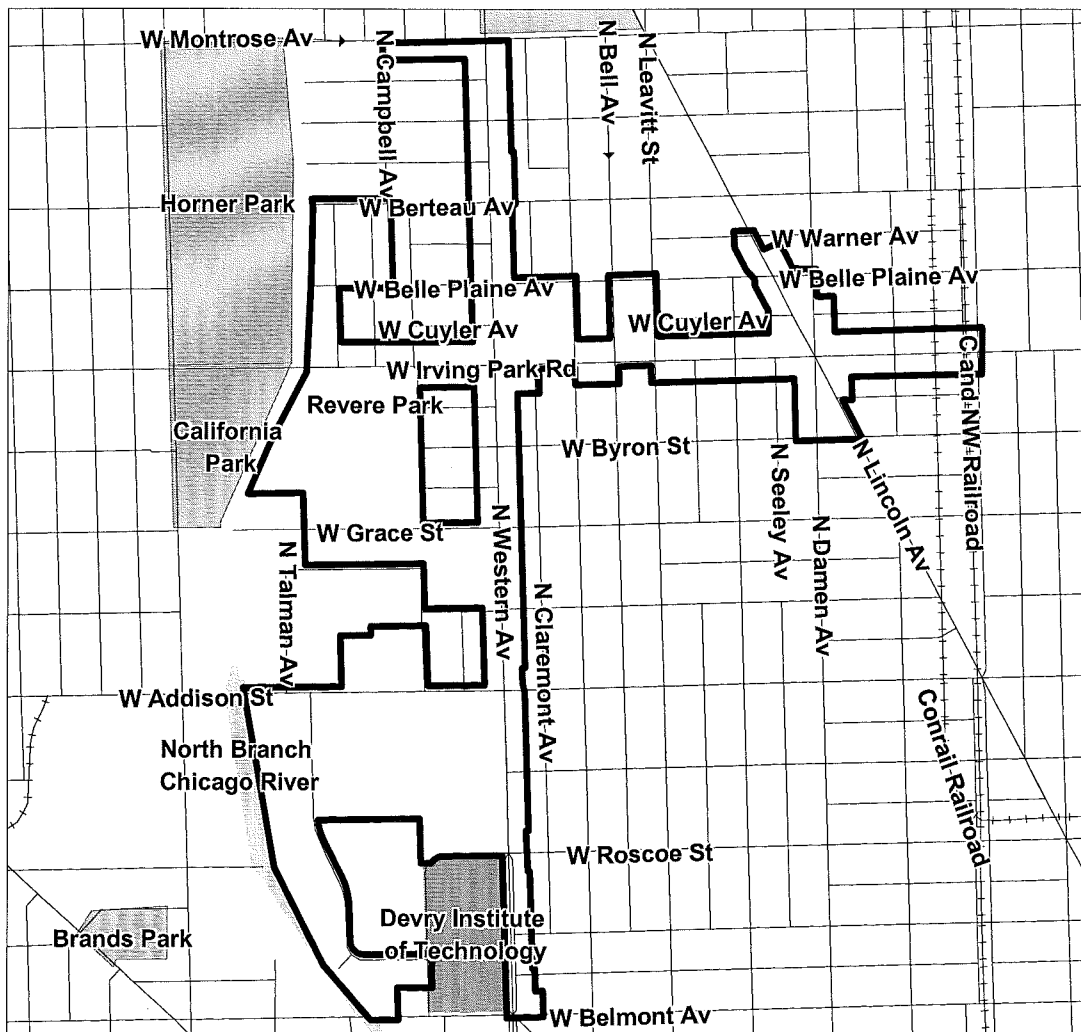 W Montrose Av
N Campbell Av
N Bell Av
N Leavitt St
Horner Park
W Berteau Av
W Warner Av
W Belle Plaine Av
W Belle Plaine Av
W Cuyler Av
W Cuyler Av
W Irving Park Rd
C and NW Railroad
Revere Park
California
Park
W Byron St
N Seeley Av
N Lincoln Av
W Grace St
N Talman Av
N Western Av
N Claremont Av
N Damen Av
W Addison St
North Branch
Chicago River
Conrail Railroad
W Roscoe St
Devry Institute
of Technology
Brands Park
W Belmont Av